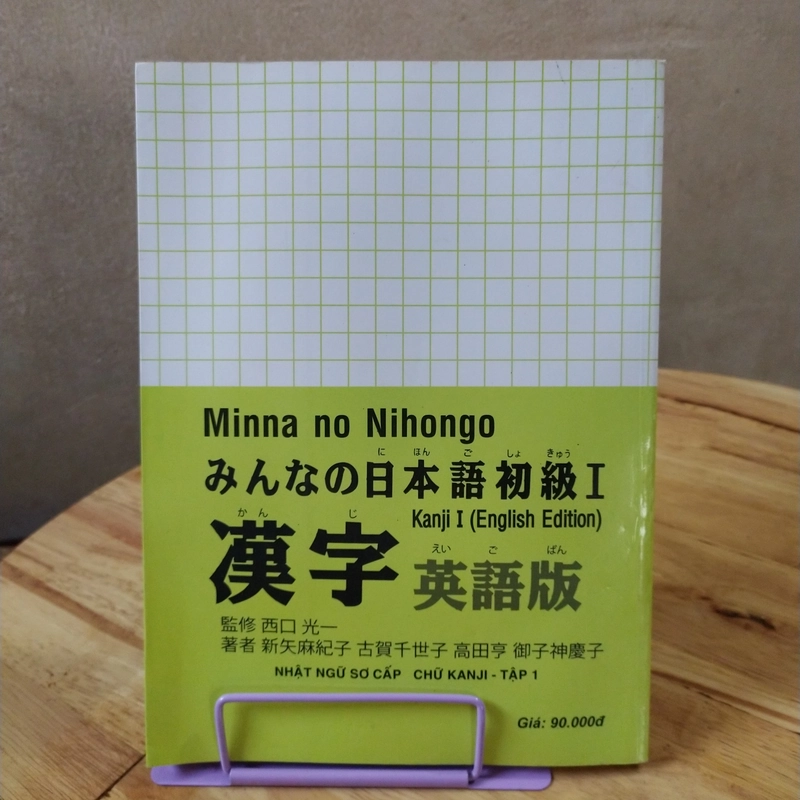 Minna no Nihongo
に ほん ご しょ きゅう
みんなの日本語初級I
Kanji I (English Edition)
かん じ
漢字
えい ご ばん
英語版
監修 西口 光一
著者 新矢麻紀子 古賀千世子 高田亨 御子神慶子
NHẬT NGỮ SƠ CẤP CHỮ KANJI - TẬP 1
Giá: 90.000đ